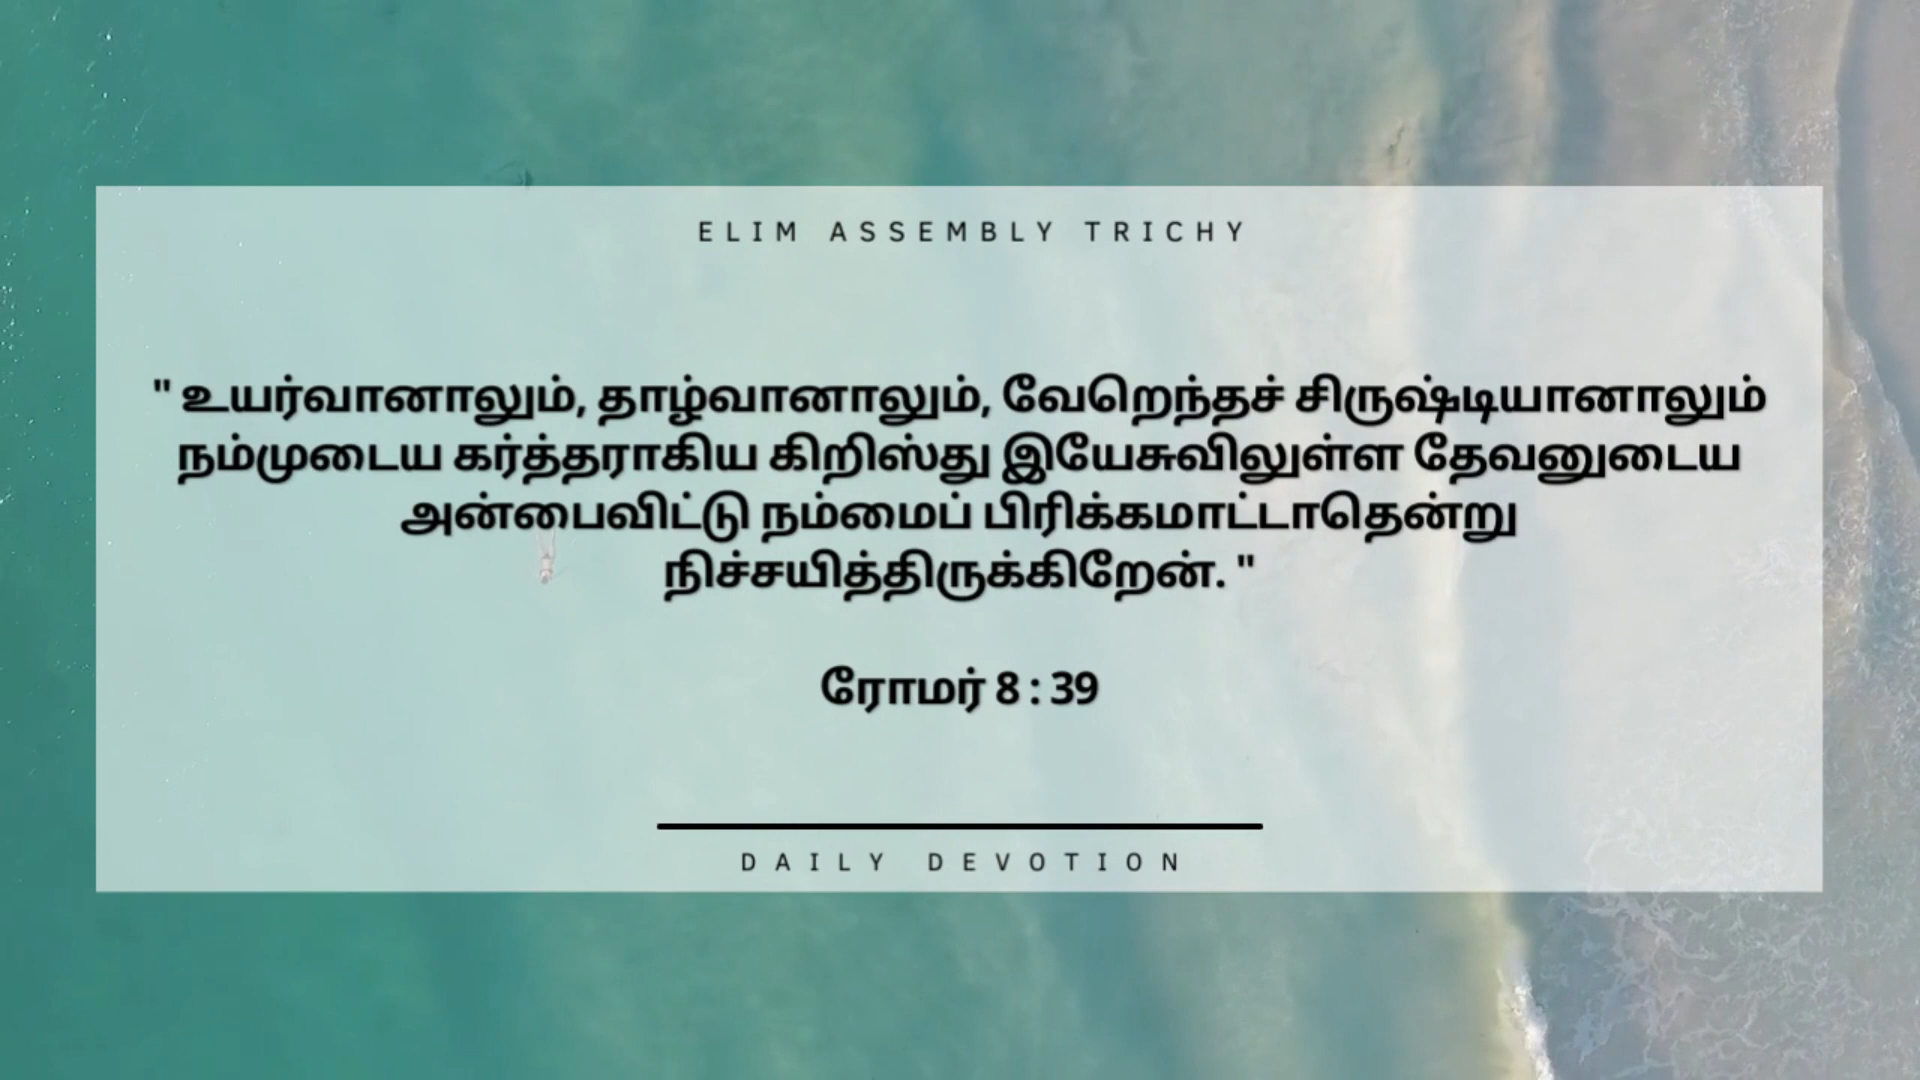 ELIM ASSEMBLY TRICHY
" உயர்வானாலும், தாழ்வானாலும், வேறெந்தச் சிருஷ்டியானாலும்
நம்முடைய கர்த்தராகிய கிறிஸ்து இயேசுவிலுள்ள தேவனுடைய
அன்பைவிட்டு நம்மைப் பிரிக்கமாட்டாதென்று
நிச்சயித்திருக்கிறேன். "
ரோமர் 8 : 39
DAILY DEVOTION